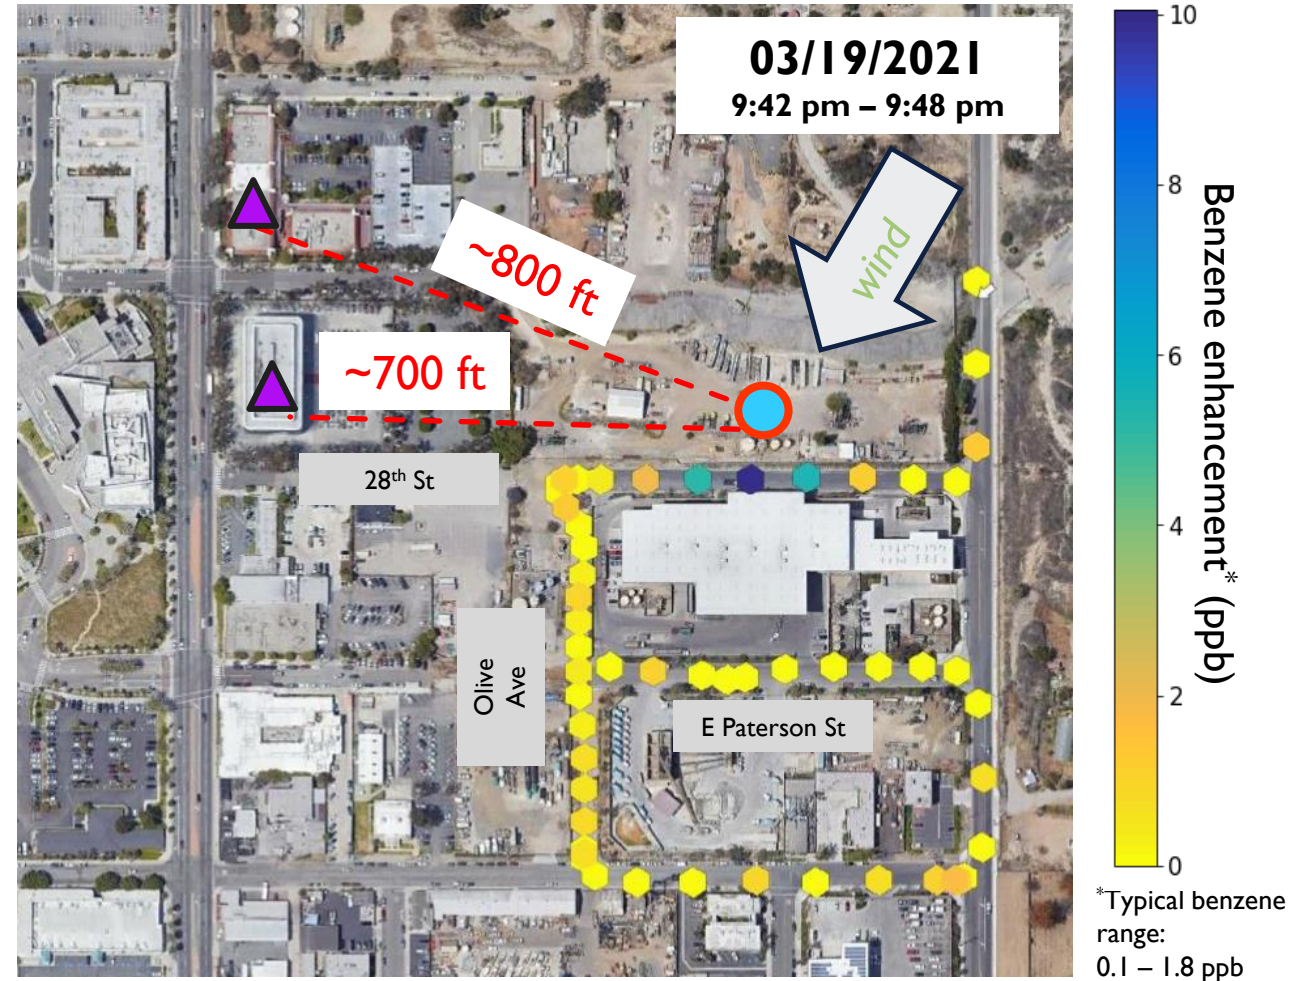 03/19/2021
9:42 pm – 9:48 pm
wind
~800 ft
~700 ft
28th St
Olive
Ave
E Paterson St
10
8
6
4
2
0
Benzene enhancement* (ppb)
*Typical benzene
range:
0.1 – 1.8 ppb